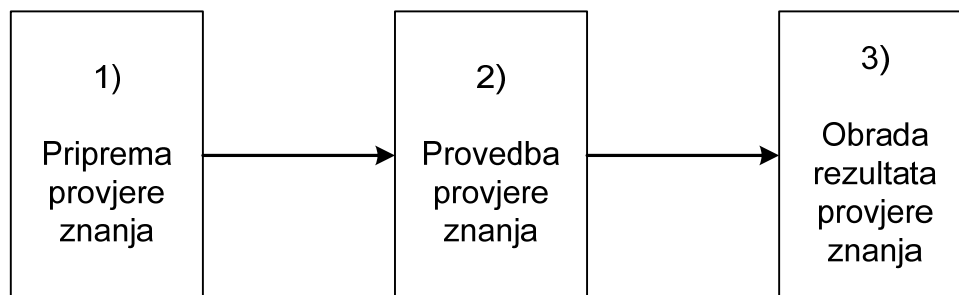 1)
Priprema
provjere
znanja
2)
Provedba
provjere
znanja
3)
Obrada
rezultata
provjere
znanja